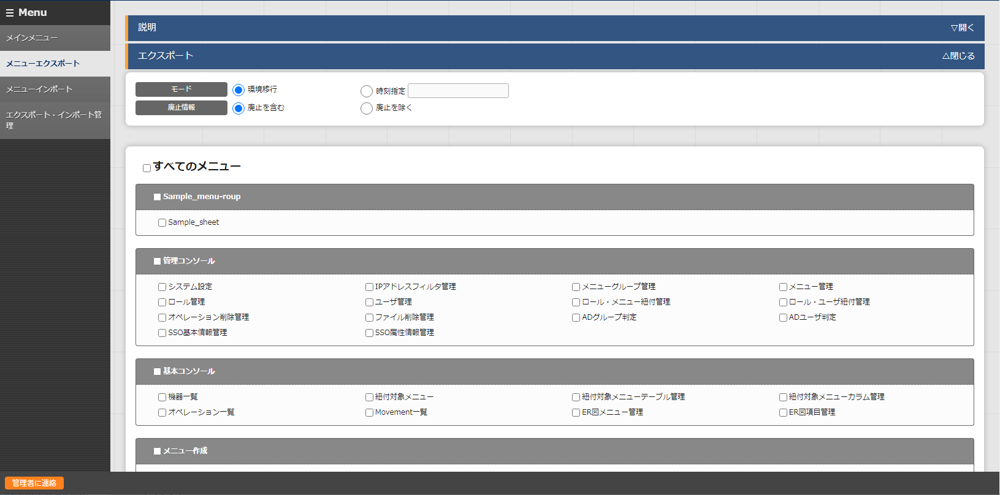 Menu
メインメニュー
メニューエクスポート
メニューインポート
エクスポート・インポート管
理
説明
▽開く
エクスポート
△閉じる
モード
環境移行
時刻指定
廃止情報
廃止を含む
廃止を除く
すべてのメニュー
Sample_menu-roup
Sample_sheet
管理コンソール
システム設定
IPアドレスフィルタ管理
メニューグループ管理
メニュー管理
ロール管理
ユーザ管理
ロール・メニュー紐付管理
ロール・ユーザ紐付管理
オペレーション削除管理
ファイル削除管理
ADグループ判定
ADユーザ判定
SSO基本情報管理
SSO属性情報管理
基本コンソール
機器一覧
紐付対象メニュー
紐付対象メニューテーブル管理
紐付対象メニューカラム管理
オペレーション一覧
Movement一覧
ER図メニュー管理
ER図項目管理
メニュー作成
管理者に連絡